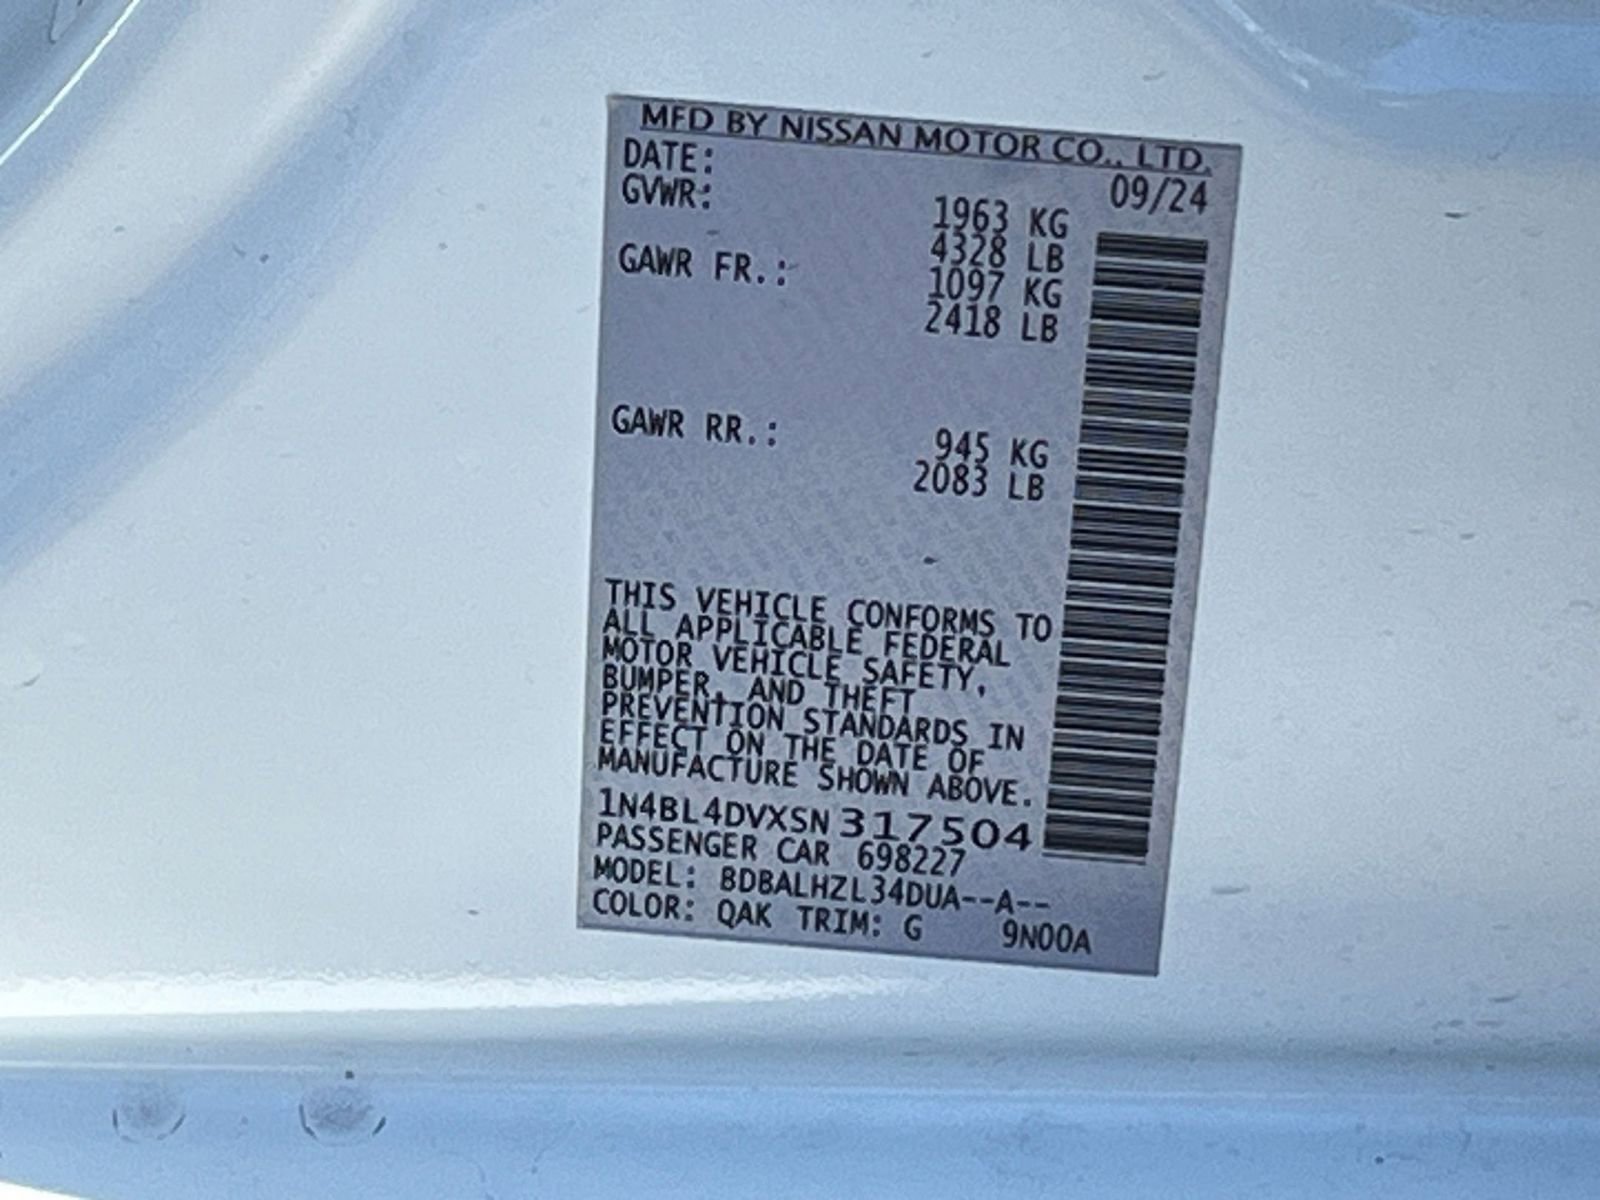 MFD BY NISSAN MOTOR CO., LTD.
DATE: 09/24
GVWR: 1963 KG
4328 LB
GAWR FR.: 1097 KG
2418 LB
GAWR RR.: 945 KG
2083 LB
THIS VEHICLE CONFORMS TO
ALL APPLICABLE FEDERAL
MOTOR VEHICLE SAFETY,
BUMPER, AND THEFT
PREVENTION STANDARDS IN
EFFECT ON THE DATE OF
MANUFACTURE SHOWN ABOVE.
1N4BL4DVXSN317504
PASSENGER CAR 698227
MODEL: BDBALHZL34DUA--A--
COLOR: QAK TRIM: G 9N00A